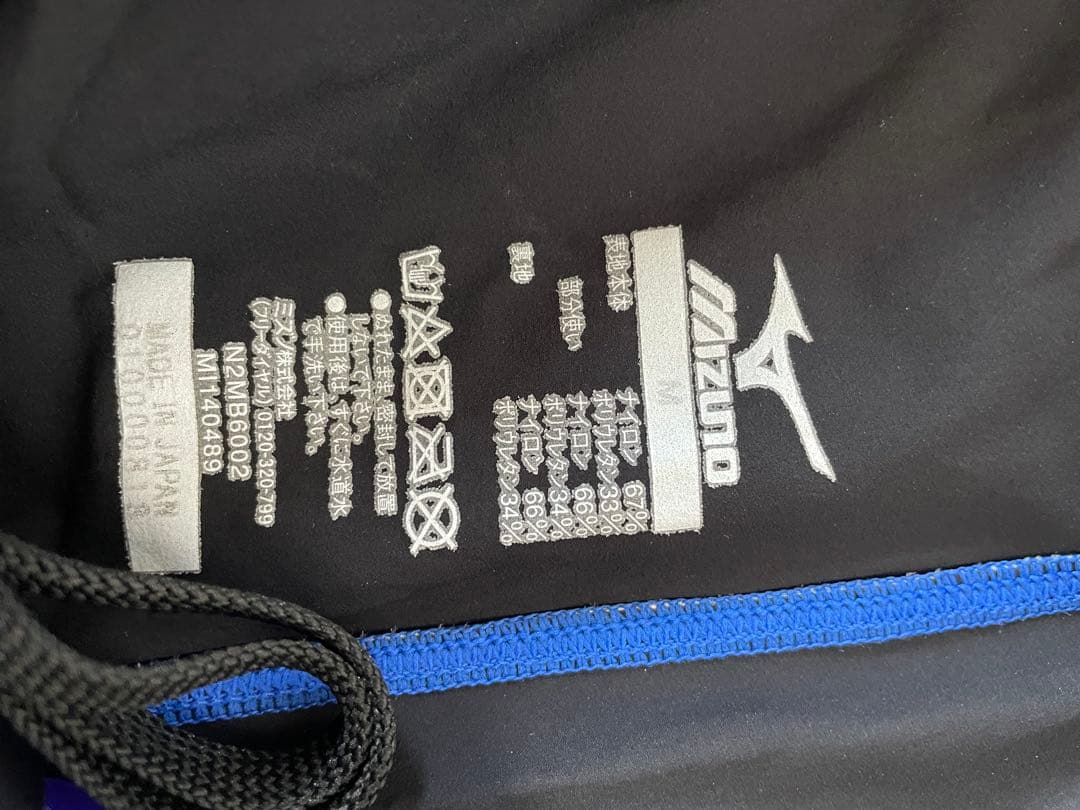 Mizuno
M
表地 本体
ナイロン 67%
ポリウレタン 33%
部分使い
ナイロン 66%
ポリウレタン 34%
裏地
ナイロン 66%
ポリウレタン 34%
●ぬれたまま密封して放置
しないで下さい。
●使用後は、すぐに水道水
で手洗い下さい。
ミズノ株式会社
(フリーダイヤル)/0120-320-799
N2MB6002
MI1140489
MADE IN JAPAN